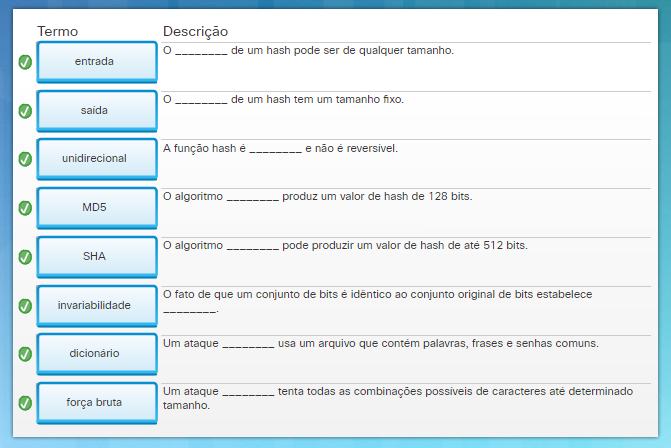 Termo Descrição
entrada O ________ de um hash pode ser de qualquer tamanho.
saída O ________ de um hash tem um tamanho fixo.
unidirecional A função hash é ________ e não é reversível.
MD5 O algoritmo ________ produz um valor de hash de 128 bits.
SHA O algoritmo ________ pode produzir um valor de hash de até 512 bits.
invariabilidade O fato de que um conjunto de bits é idêntico ao conjunto original de bits estabelece
________.
dicionário Um ataque ________ usa um arquivo que contém palavras, frases e senhas comuns.
força bruta Um ataque ________ tenta todas as combinações possíveis de caracteres até determinado
tamanho.